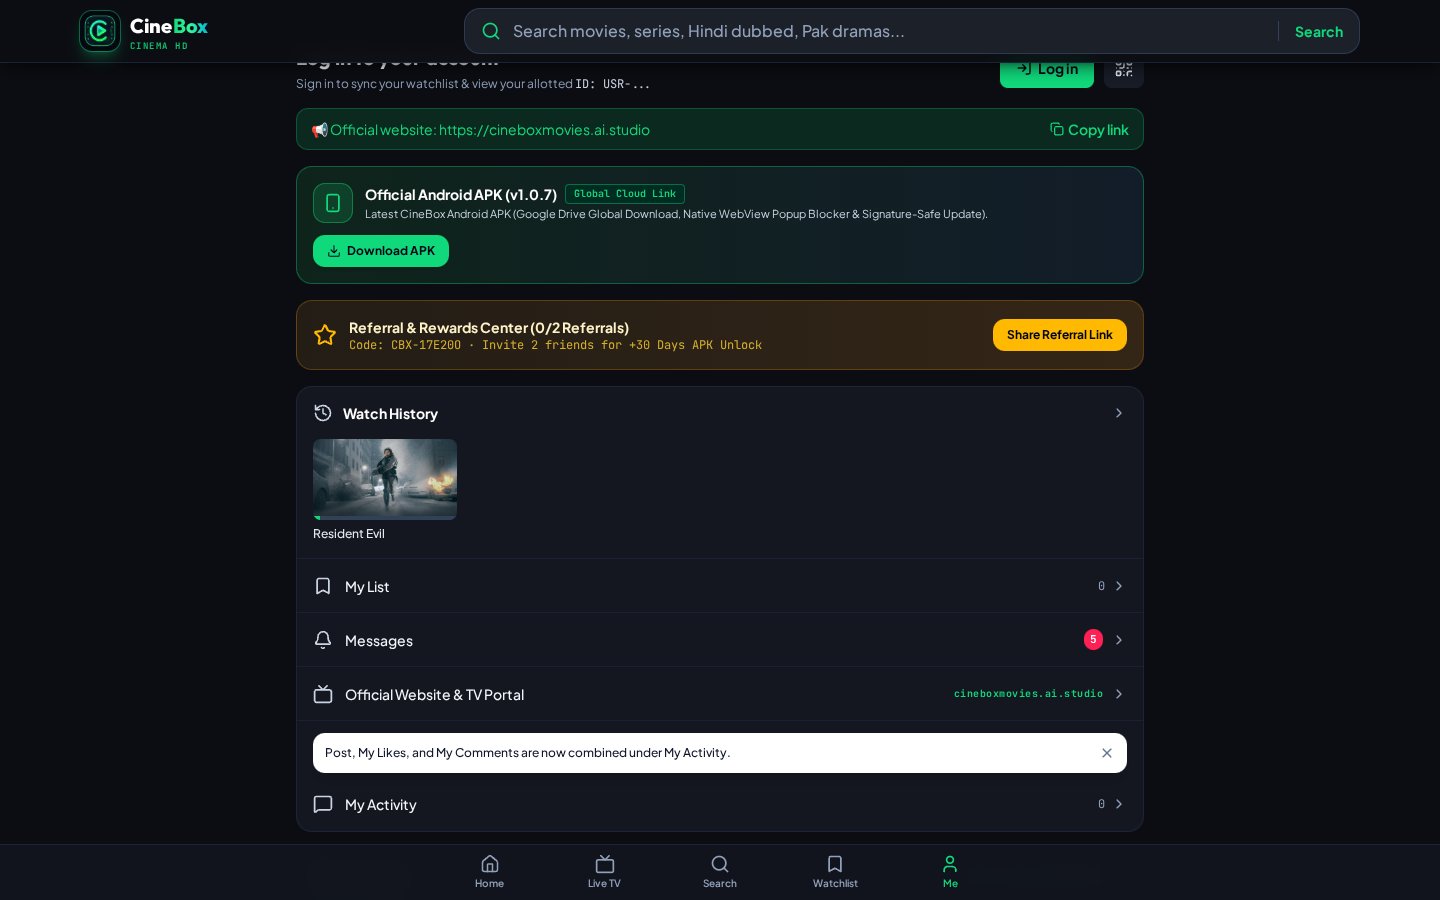 CineBox
CINEMA HD
Search movies, series, Hindi dubbed, Pak dramas...
Search
Log in to your account
Log in
Sign in to sync your watchlist & view your allotted ID: USR-...
📢 Official website: https://cineboxmovies.ai.studio
Copy link
Official Android APK (v1.0.7)
Global Cloud Link
Latest CineBox Android APK (Google Drive Global Download, Native WebView Popup Blocker & Signature-Safe Update).
Download APK
Referral & Rewards Center (0/2 Referrals)
Code: CBX-17E20O · Invite 2 friends for +30 Days APK Unlock
Share Referral Link
Watch History
Resident Evil
My List
0
Messages
5
Official Website & TV Portal
cineboxmovies.ai.studio
Post, My Likes, and My Comments are now combined under My Activity.
My Activity
0
Home
Live TV
Search
Watchlist
Me